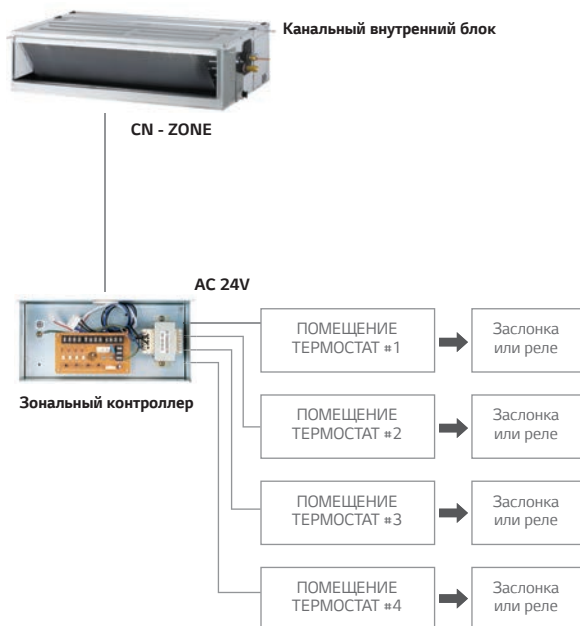 Канальный внутренний блок
CN - ZONE
AC 24V
Зональный контроллер
ПОМЕЩЕНИЕ
ТЕРМОСТАТ #1
Заслонка
или реле
ПОМЕЩЕНИЕ
ТЕРМОСТАТ #2
Заслонка
или реле
ПОМЕЩЕНИЕ
ТЕРМОСТАТ #3
Заслонка
или реле
ПОМЕЩЕНИЕ
ТЕРМОСТАТ #4
Заслонка
или реле